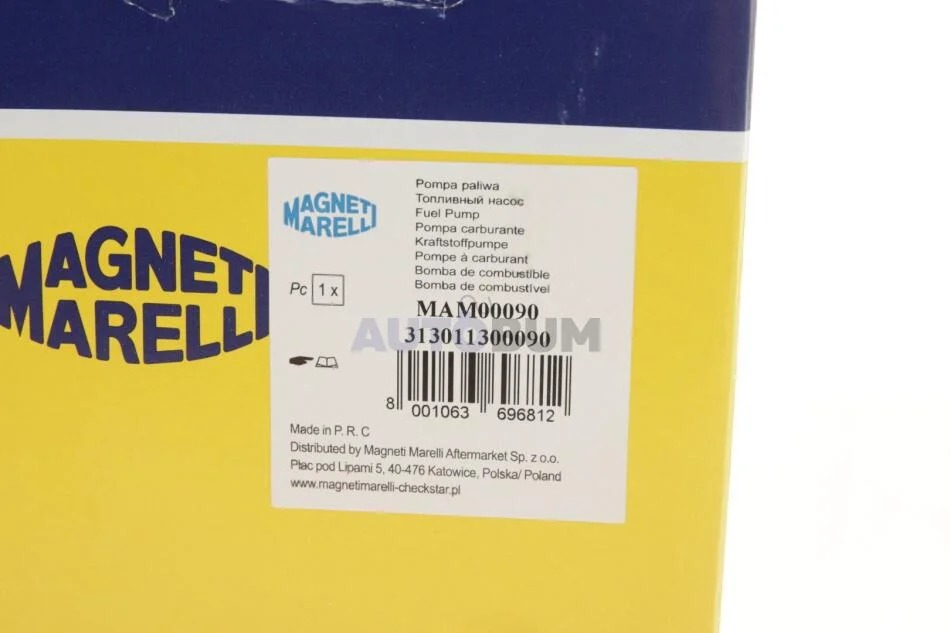 MAGNETI
MARELLI
MAGNETI
MARELLI
Pompa paliwa
Топливный насос
Fuel Pump
Pompa carburante
Kraftstoffpumpe
Pompe à carburant
Bomba de combustible
Bomba de combustível
Pc 1 x
MAM00090
313011300090
AUTOBUM
8 001063 696812
Made in P. R. C
Distributed by Magneti Marelli Aftermarket Sp. z o.o.
Plac pod Lipami 5, 40-476 Katowice, Polska/ Poland
www.magnetimarelli-checkstar.pl